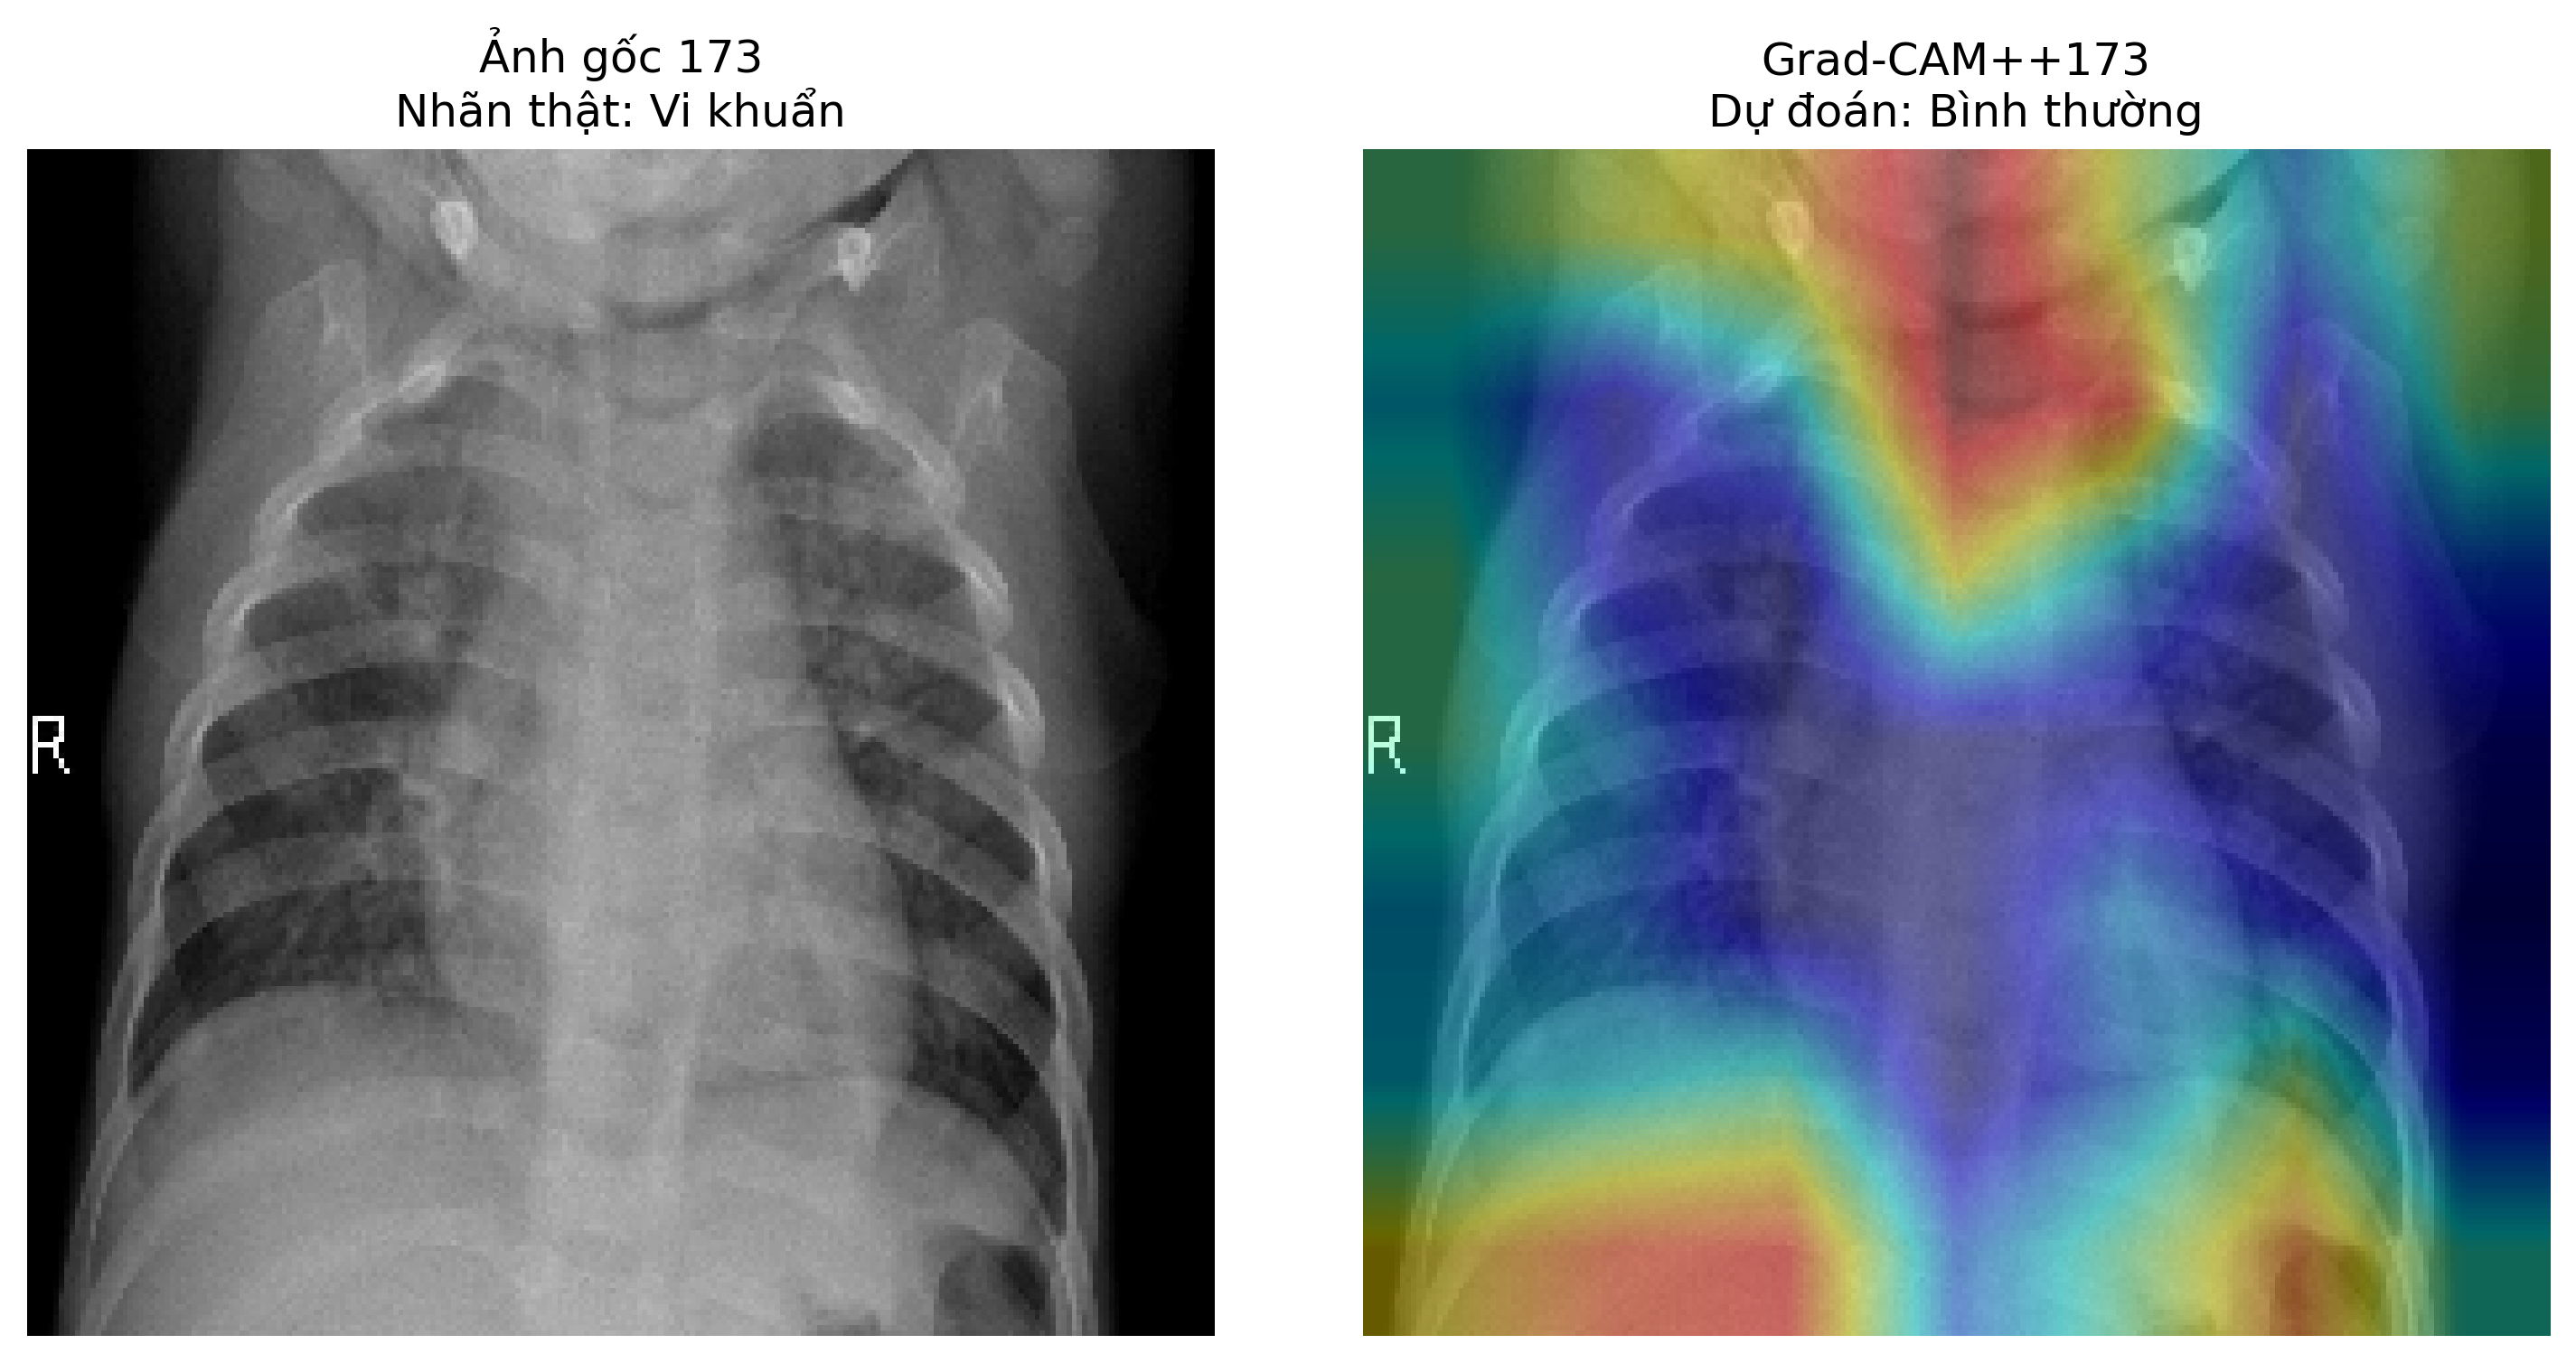 Ảnh gốc 173
Nhãn thật: Vi khuẩn
Grad-CAM++173
Dự đoán: Bình thường
R
R